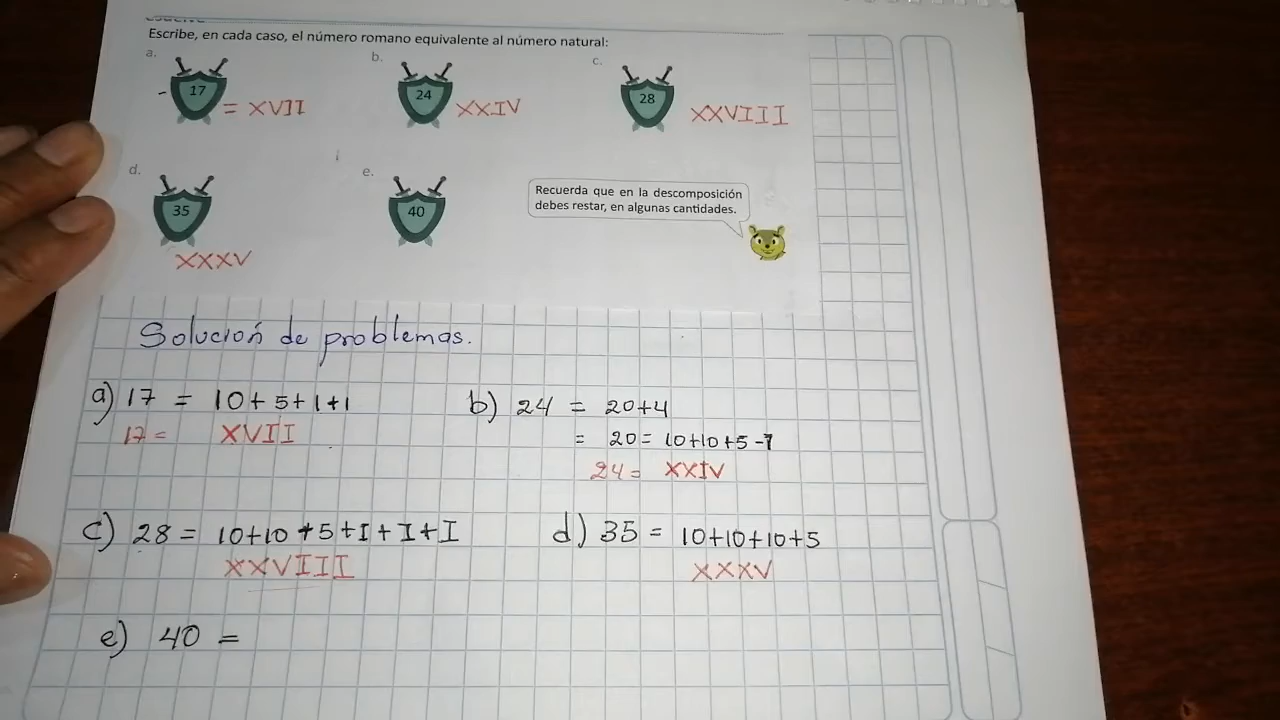 Escribe, en cada caso, el número romano equivalente al número natural:
a. 17 = XVII
b. 24 XXIV
c. 28 XXVIII
d. 35 XXXV
e. 40
Recuerda que en la descomposición
debes restar, en algunas cantidades.
Solución de problemas.
a) 17 = 10+5+1+1
17= XVII
b) 24 = 20+4
= 20=10+10+5-1
24= XXIV
c) 28 = 10+10+5+I+I+I
XXVIII
d) 35 = 10+10+10+5
XXXV
e) 40 =